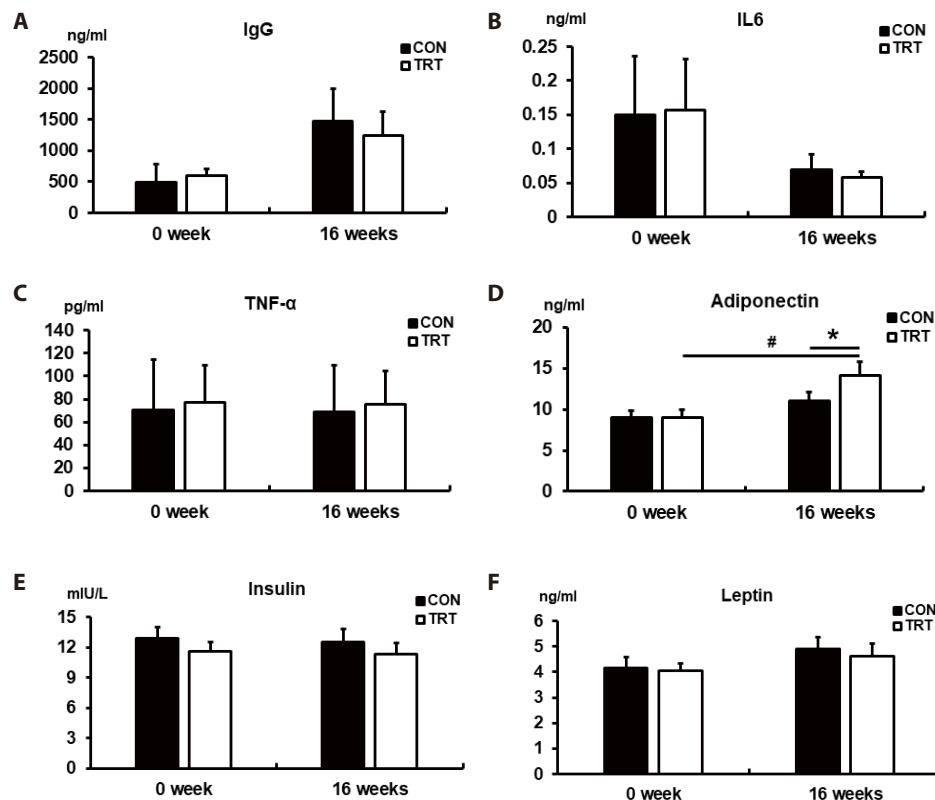 A
IgG
ng/ml
CON
TRT
2500
2000
1500
1000
500
0
0 week
16 weeks
B
IL6
ng/ml
CON
TRT
0.25
0.2
0.15
0.1
0.05
0
0 week
16 weeks
C
TNF-α
pg/ml
CON
TRT
140
120
100
80
60
40
20
0
0 week
16 weeks
D
Adiponectin
ng/ml
CON
TRT
20
15
10
5
0
#
*
0 week
16 weeks
E
Insulin
mIU/L
CON
TRT
15
12
9
6
3
0
0 week
16 weeks
F
Leptin
ng/ml
CON
TRT
6
5
4
3
2
1
0
0 week
16 weeks